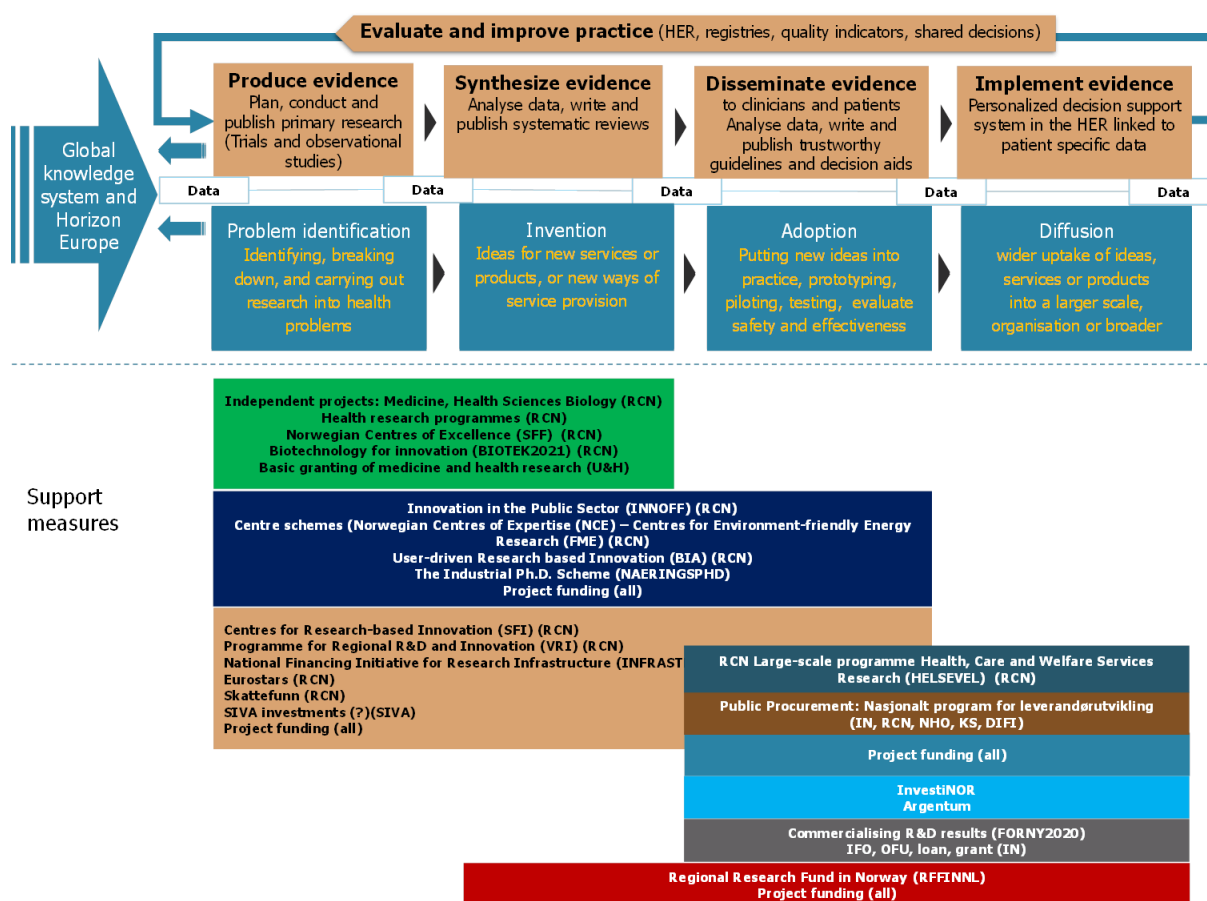 Evaluate and improve practice (HER, registries, quality indicators, shared decisions)
Produce evidence
Plan, conduct and
publish primary research
(Trials and observational
studies)
Synthesize evidence
Analyse data, write and
publish systematic reviews
Disseminate evidence
to clinicians and patients
Analyse data, write and
publish trustworthy
guidelines and decision aids
Implement evidence
Personalized decision support
system in the HER linked to
patient specific data
Global
knowledge
system and
Horizon
Europe
Data
Data
Data
Data
Data
Problem identification
Identifying, breaking
down, and carrying out
research into health
problems
Invention
Ideas for new services or
products, or new ways of
service provision
Adoption
Putting new ideas into
practice, prototyping,
piloting, testing, evaluate
safety and effectiveness
Diffusion
wider uptake of ideas,
services or products
into a larger scale,
organisation or broader
Support
measures
Independent projects: Medicine, Health Sciences Biology (RCN)
Health research programmes (RCN)
Norwegian Centres of Excellence (SFF) (RCN)
Biotechnology for innovation (BIOTEK2021) (RCN)
Basic granting of medicine and health research (U&H)
Innovation in the Public Sector (INNOFF) (RCN)
Centre schemes (Norwegian Centres of Expertise (NCE) – Centres for Environment-friendly Energy
Research (FME) (RCN)
User-driven Research based Innovation (BIA) (RCN)
The Industrial Ph.D. Scheme (NAERINGSPHD)
Project funding (all)
Centres for Research-based Innovation (SFI) (RCN)
Programme for Regional R&D and Innovation (VRI) (RCN)
National Financing Initiative for Research Infrastructure (INFRAST
Eurostars (RCN)
Skattefunn (RCN)
SIVA investments (?)(SIVA)
Project funding (all)
RCN Large-scale programme Health, Care and Welfare Services
Research (HELSEVEL) (RCN)
Public Procurement: Nasjonalt program for leverandørutvikling
(IN, RCN, NHO, KS, DIFI)
Project funding (all)
InvestiNOR
Argentum
Commercialising R&D results (FORNY2020)
IFO, OFU, loan, grant (IN)
Regional Research Fund in Norway (RFFINNL)
Project funding (all)